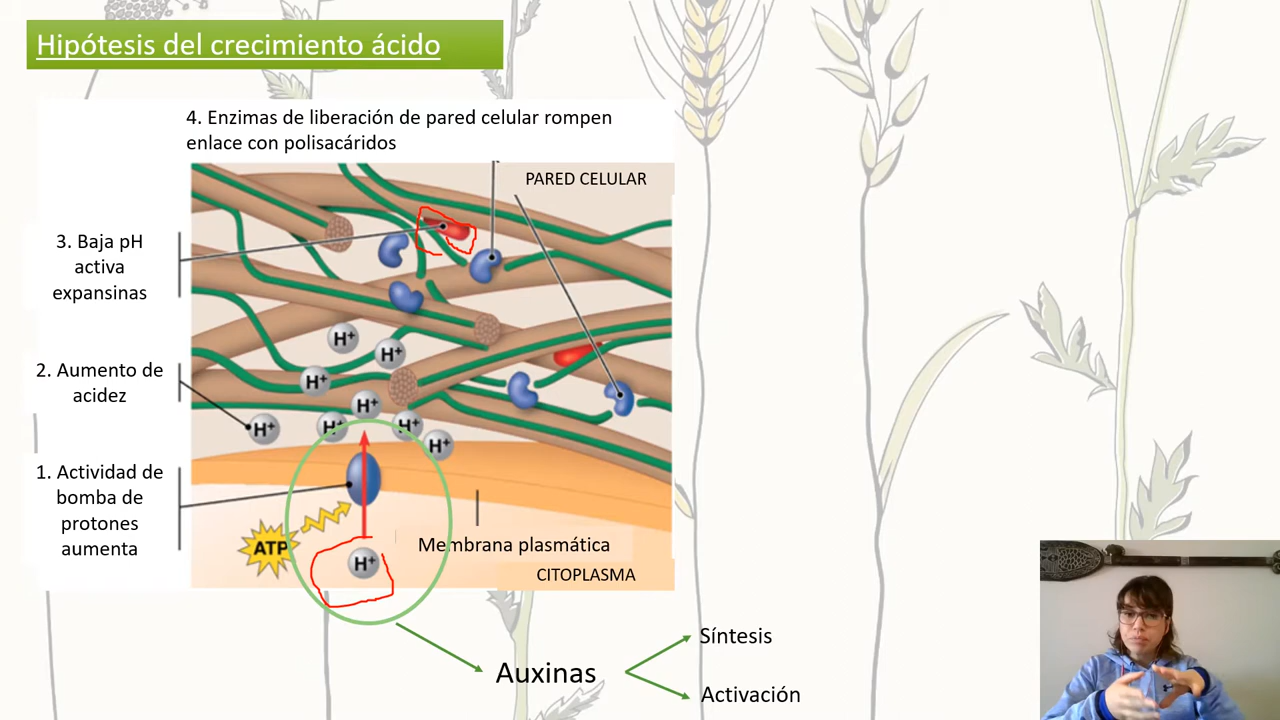 Hipótesis del crecimiento ácido
4. Enzimas de liberación de pared celular rompen
enlace con polisacáridos
PARED CELULAR
3. Baja pH
activa
expansinas
H⁺
H⁺
H⁺
2. Aumento de
acidez
H⁺
H⁺
H⁺
H⁺
H⁺
1. Actividad de
bomba de
protones
aumenta
ATP
H⁺
Membrana plasmática
CITOPLASMA
Síntesis
Auxinas
Activación